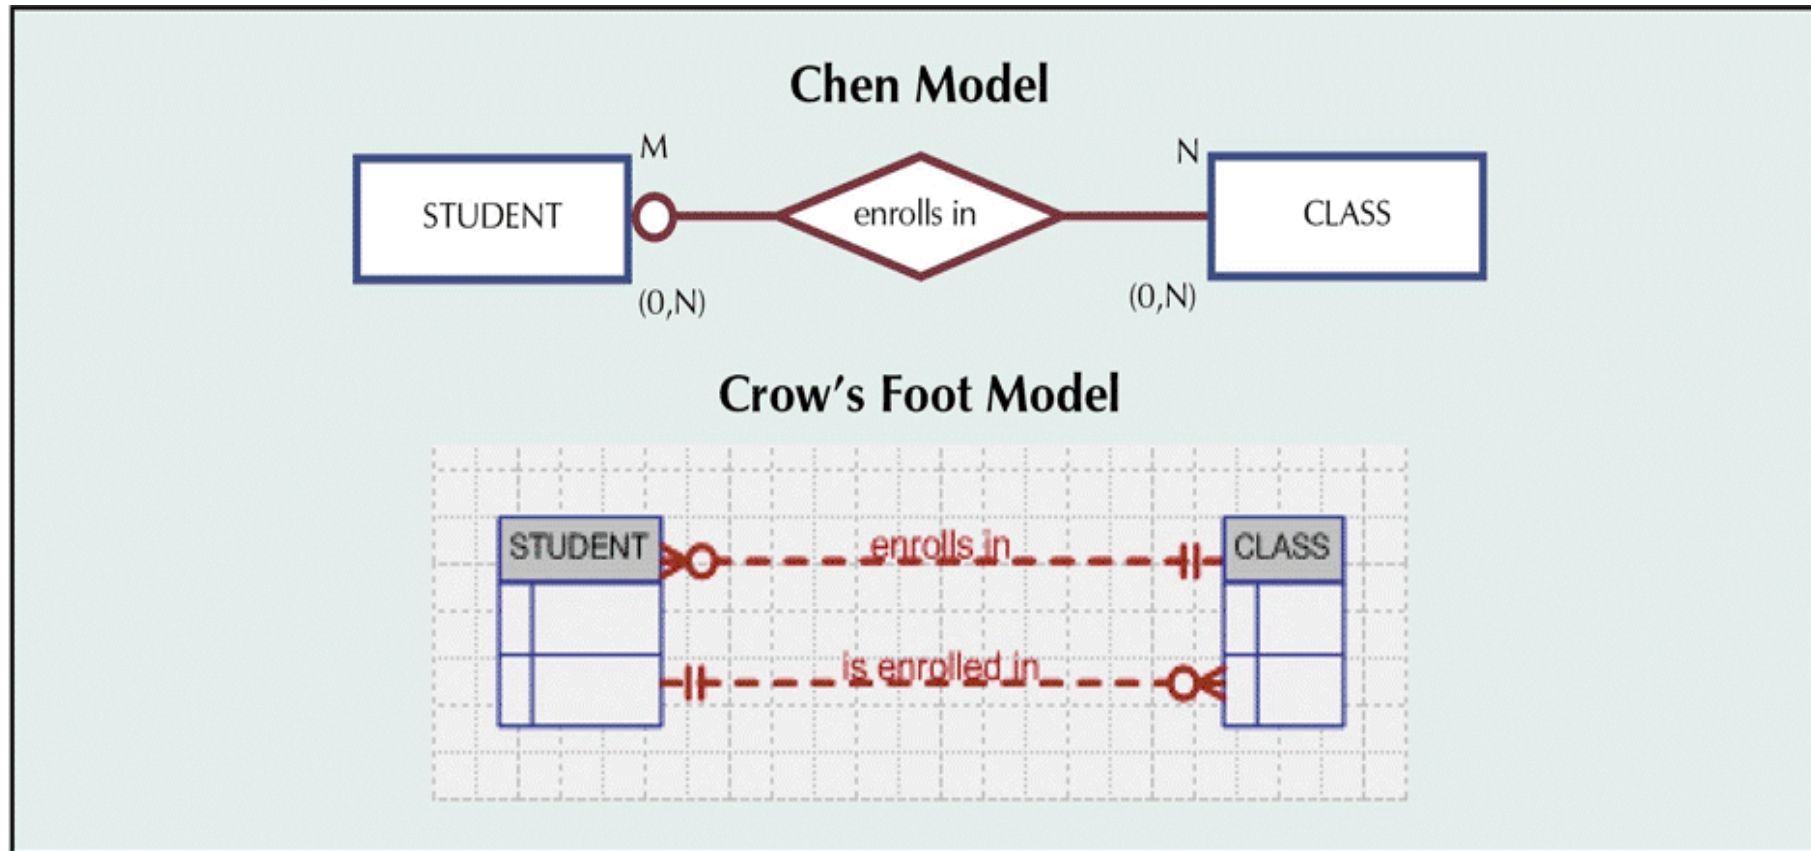 Chen Model
M
N
STUDENT
enrolls in
CLASS
(0,N)
(0,N)
Crow’s Foot Model
STUDENT
enrolls in
CLASS
is enrolled in